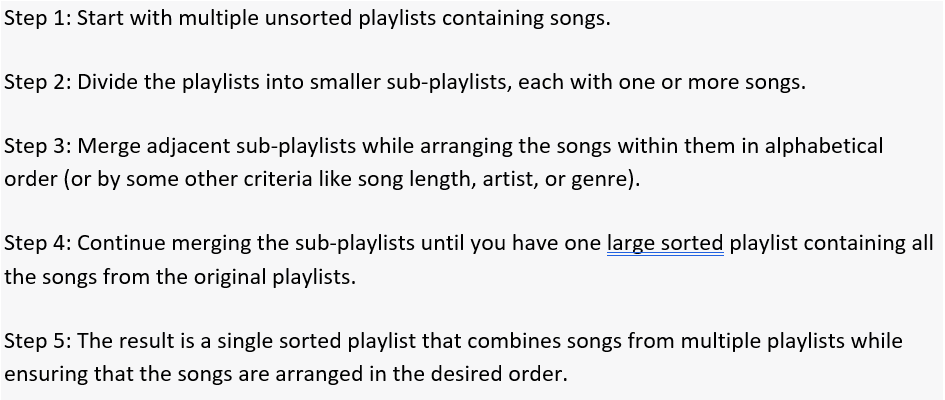 Step 1: Start with multiple unsorted playlists containing songs.
Step 2: Divide the playlists into smaller sub-playlists, each with one or more songs.
Step 3: Merge adjacent sub-playlists while arranging the songs within them in alphabetical
order (or by some other criteria like song length, artist, or genre).
Step 4: Continue merging the sub-playlists until you have one large sorted playlist containing all
the songs from the original playlists.
Step 5: The result is a single sorted playlist that combines songs from multiple playlists while
ensuring that the songs are arranged in the desired order.